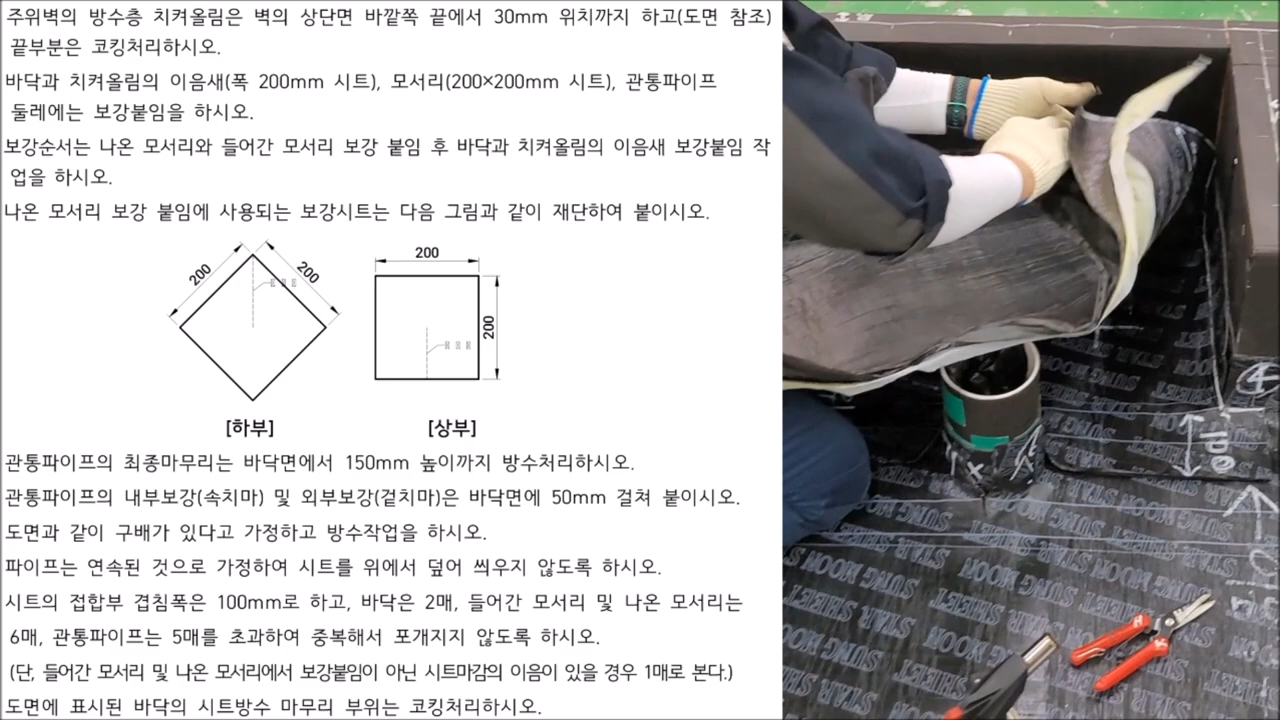 주위벽의 방수층 치켜올림은 벽의 상단면 바깥쪽 끝에서 30mm 위치까지 하고(도면 참조)
끝부분은 코킹처리하시오.
바닥과 치켜올림의 이음새(폭 200mm 시트), 모서리(200×200mm 시트), 관통파이프
둘레에는 보강붙임을 하시오.
보강순서는 나온 모서리와 들어간 모서리 보강 붙임 후 바닥과 치켜올림의 이음새 보강붙임 작
업을 하시오.
나온 모서리 보강 붙임에 사용되는 보강시트는 다음 그림과 같이 재단하여 붙이시오.
200 200
200
200
[하부] [상부]
관통파이프의 최종마무리는 바닥면에서 150mm 높이까지 방수처리하시오.
관통파이프의 내부보강(속치마) 및 외부보강(겉치마)은 바닥면에 50mm 걸쳐 붙이시오.
도면과 같이 구배가 있다고 가정하고 방수작업을 하시오.
파이프는 연속된 것으로 가정하여 시트를 위에서 덮어 씌우지 않도록 하시오.
시트의 접합부 겹침폭은 100mm로 하고, 바닥은 2매, 들어간 모서리 및 나온 모서리는
6매, 관통파이프는 5매를 초과하여 중복해서 포개지지 않도록 하시오.
(단, 들어간 모서리 및 나온 모서리에서 보강붙임이 아닌 시트마감의 이음이 있을 경우 1매로 본다.)
도면에 표시된 바닥의 시트방수 마무리 부위는 코킹처리하시오.
④
100
SUNG MOON
STAR SHEET
SUNG MOON
STAR SHEET
SUNG MOON
STAR SHEET